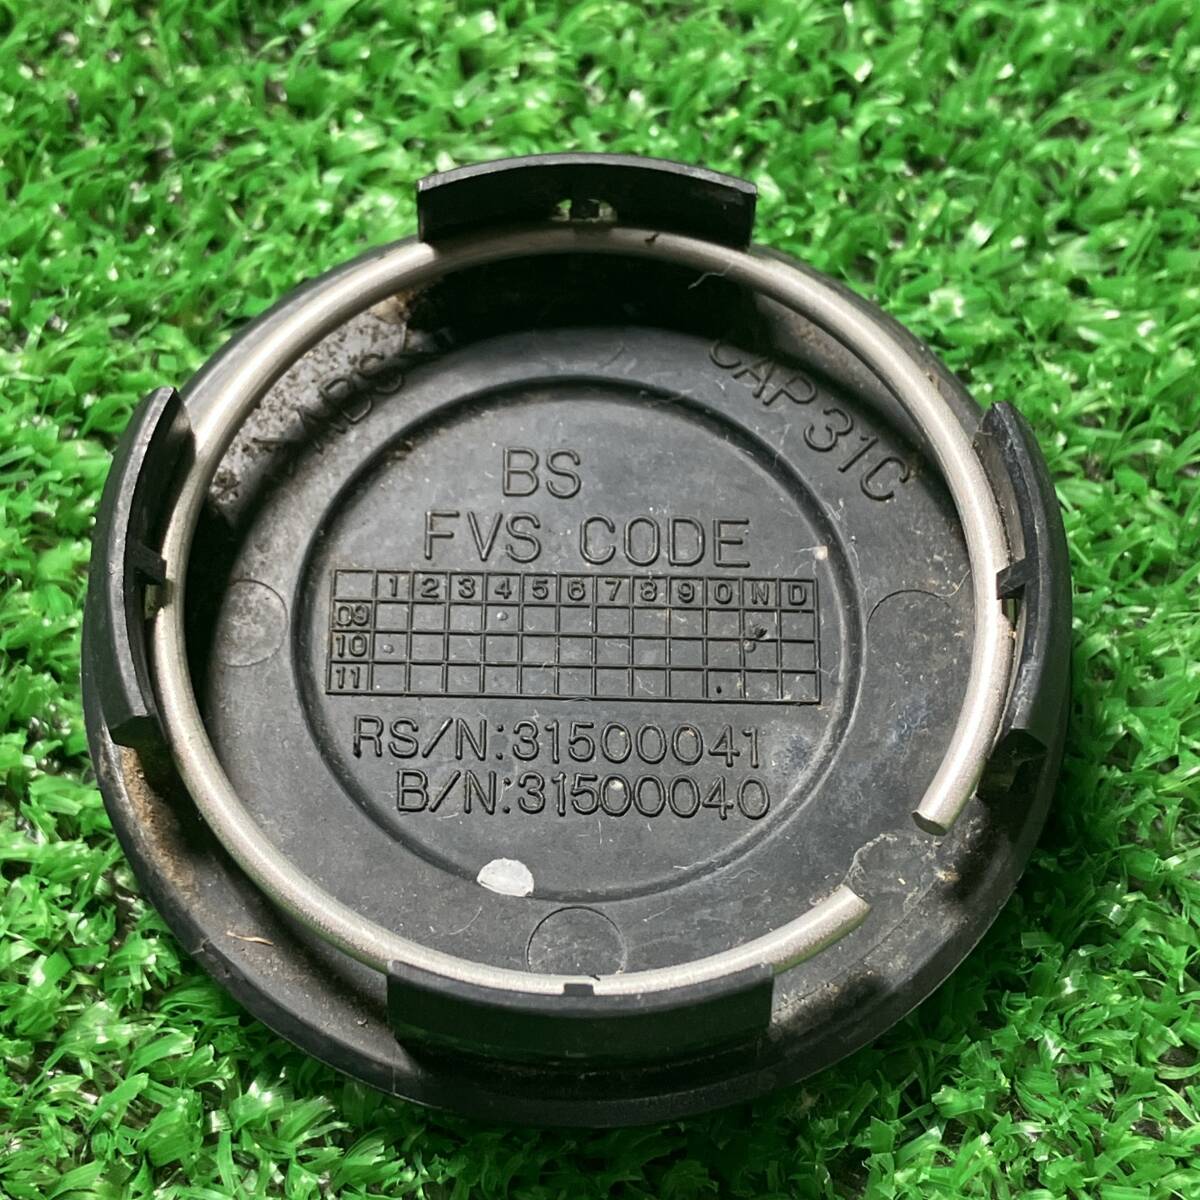 >ABS<
CAP31C
BS
FVS CODE
1 2 3 4 5 6 7 8 9 O N D
09
10
11
RS/N:31500041
B/N:31500040